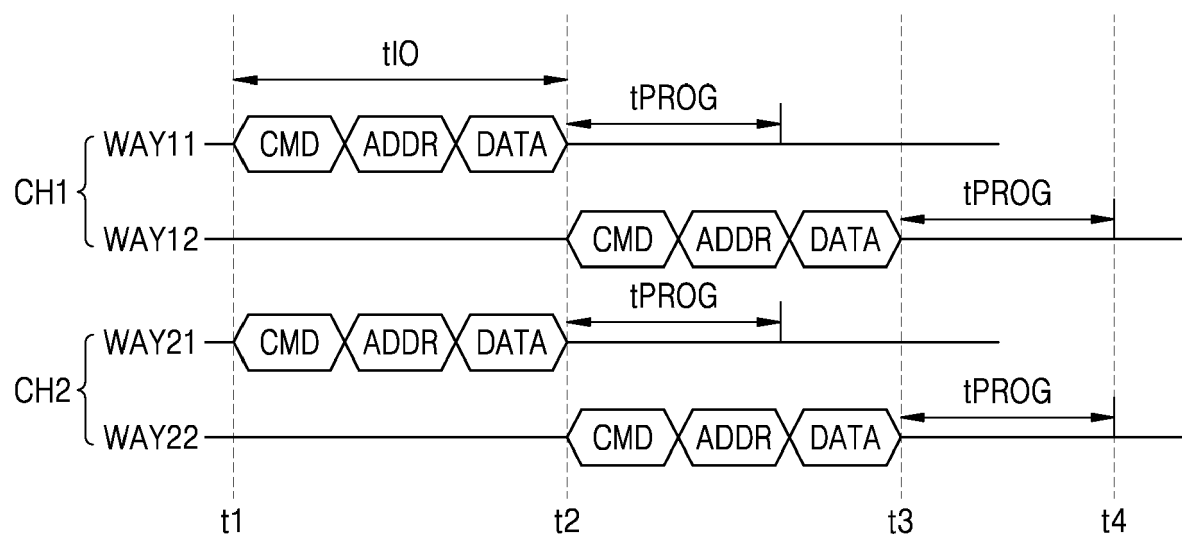 tIO
tPROG
WAY11 CMD ADDR DATA
CH1
tPROG
WAY12 CMD ADDR DATA
tPROG
WAY21 CMD ADDR DATA
CH2
tPROG
WAY22 CMD ADDR DATA
t1 t2 t3 t4